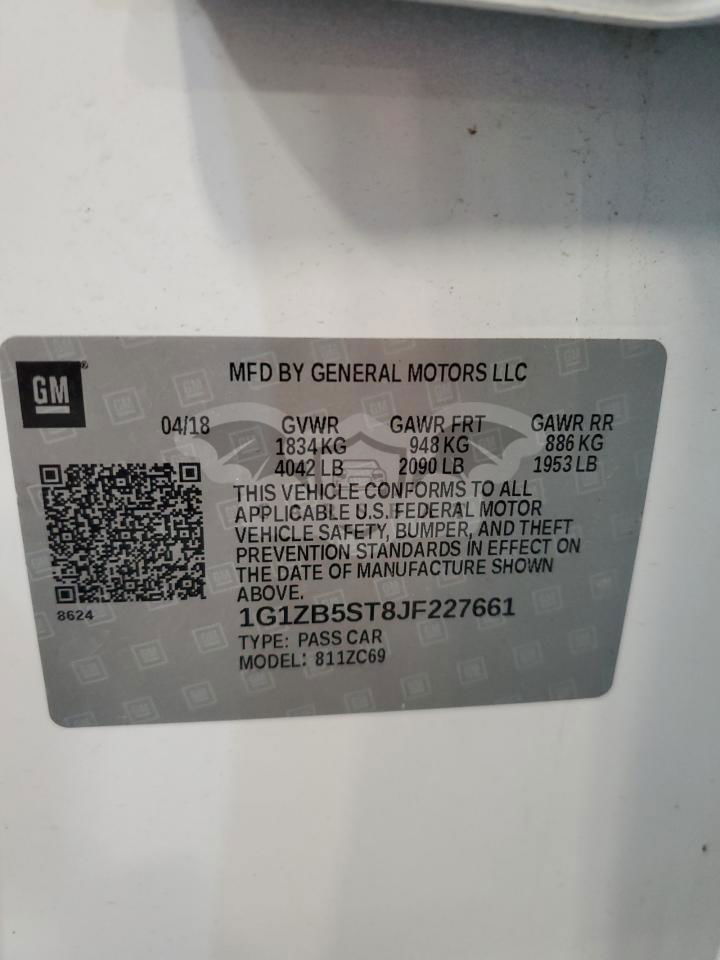 GM
MFD BY GENERAL MOTORS LLC
04/18 GVWR GAWR FRT GAWR RR
1834 KG 948 KG 886 KG
4042 LB 2090 LB 1953 LB
THIS VEHICLE CONFORMS TO ALL
APPLICABLE U.S. FEDERAL MOTOR
VEHICLE SAFETY, BUMPER, AND THEFT
PREVENTION STANDARDS IN EFFECT ON
THE DATE OF MANUFACTURE SHOWN
ABOVE.
8624
1G1ZB5ST8JF227661
TYPE: PASS CAR
MODEL: 811ZC69